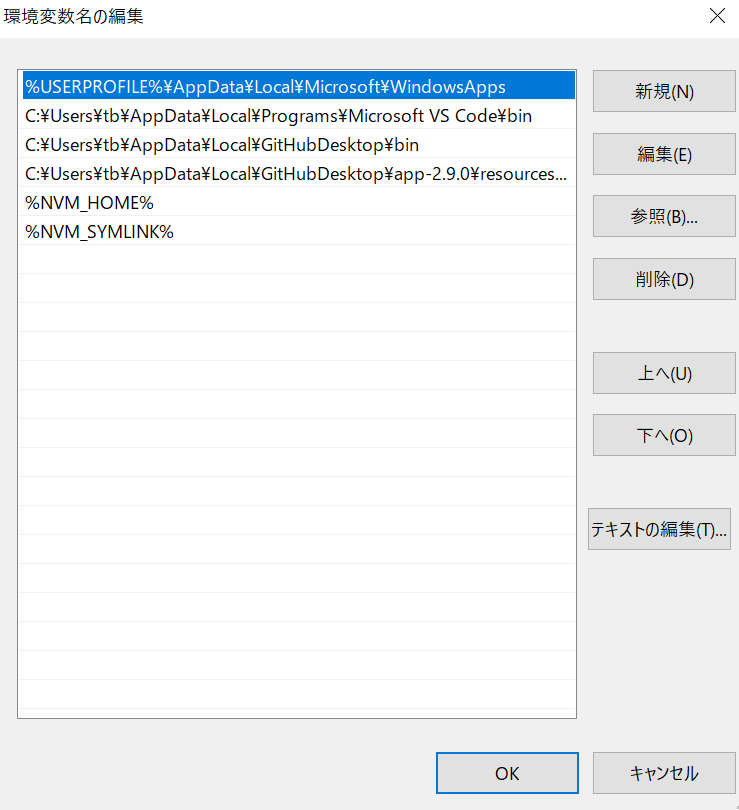 環境変数名の編集
%USERPROFILE%¥AppData¥Local¥Microsoft¥WindowsApps
C:¥Users¥tb¥AppData¥Local¥Programs¥Microsoft VS Code¥bin
C:¥Users¥tb¥AppData¥Local¥GitHubDesktop¥bin
C:¥Users¥tb¥AppData¥Local¥GitHubDesktop¥app-2.9.0¥resources...
%NVM_HOME%
%NVM_SYMLINK%
新規(N)
編集(E)
参照(B)...
削除(D)
上へ(U)
下へ(O)
テキストの編集(T)...
OK
キャンセル